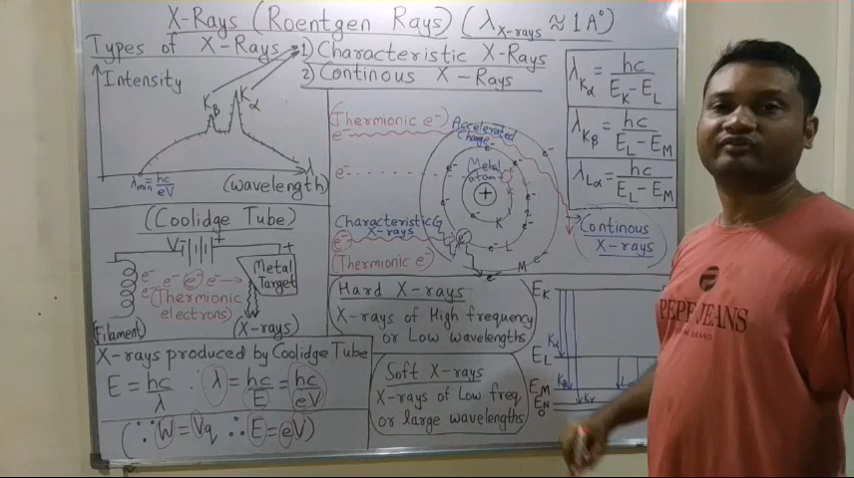 X-Rays (Roentgen Rays) (λX-rays ≈ 1 A°)
Types of X-Rays
1) Characteristic X-Rays
2) Continous X-Rays
Intensity
Kβ
Kα
λmin = hc/eV
λ
(wavelength)
(Thermionic e⁻)
e⁻
e⁻
Accelerated
Charge
e⁻
e⁻
e⁻
e⁻
e⁻
e⁻
e⁻
Metal
atom
+
K
L
M
Characteristic
X-rays
e⁻
(Thermionic e⁻)
e⁻
e⁻
Continous
X-rays
λKα = hc/(EK - EL)
λKβ = hc/(EL - EM)
λLα = hc/(EL - EM)
(Coolidge Tube)
V
+
+
e⁻
e⁻ e⁻ e⁻
e⁻
Metal
Target
(Thermionic
electrons)
(Filament)
(X-rays)
X-rays produced by Coolidge Tube
E = hc/λ ∴ λ = hc/E = hc/eV
(∵ W = Vq ∴ E = eV)
Hard X-rays
X-rays of High frequency
or Low wavelengths
Soft X-rays
X-rays of Low freq
or large wavelengths
EK
Kα
EL
Kβ
EM
Kγ
EN
O
PEPE JEANS